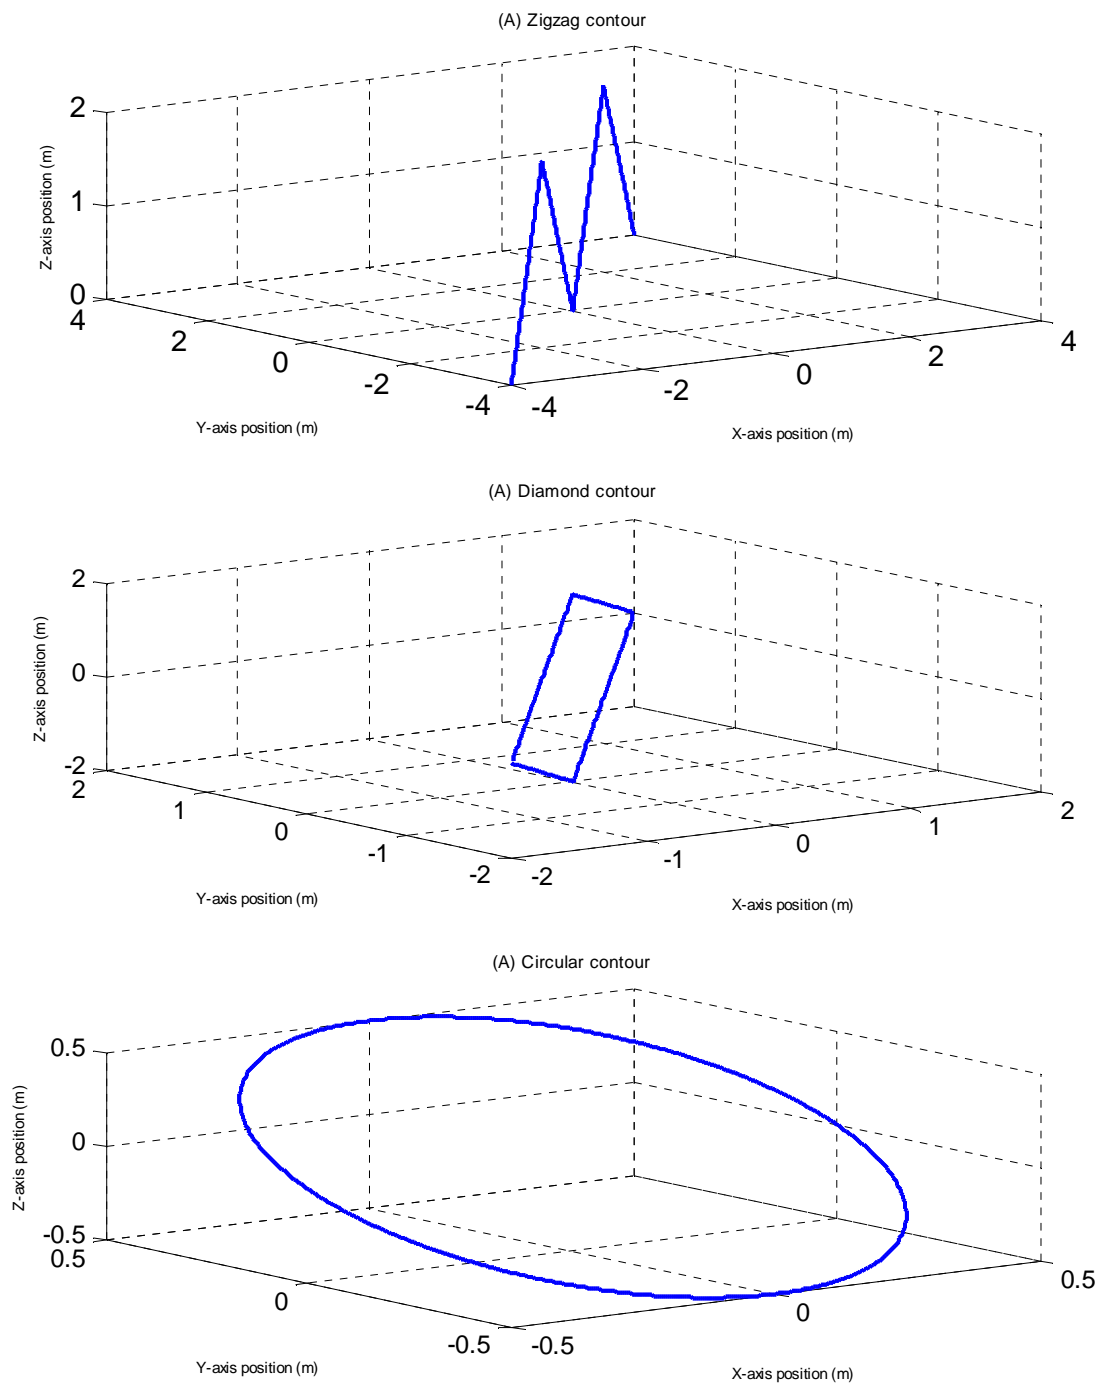 (A) Zigzag contour
2
1
0
Z-axis position (m)
4
2
0
-2
-4
Y-axis position (m)
-4
-2
0
2
4
X-axis position (m)
(A) Diamond contour
2
0
-2
Z-axis position (m)
2
1
0
-1
-2
Y-axis position (m)
-2
-1
0
1
2
X-axis position (m)
(A) Circular contour
0.5
0
-0.5
Z-axis position (m)
0.5
0
-0.5
Y-axis position (m)
-0.5
0
0.5
X-axis position (m)